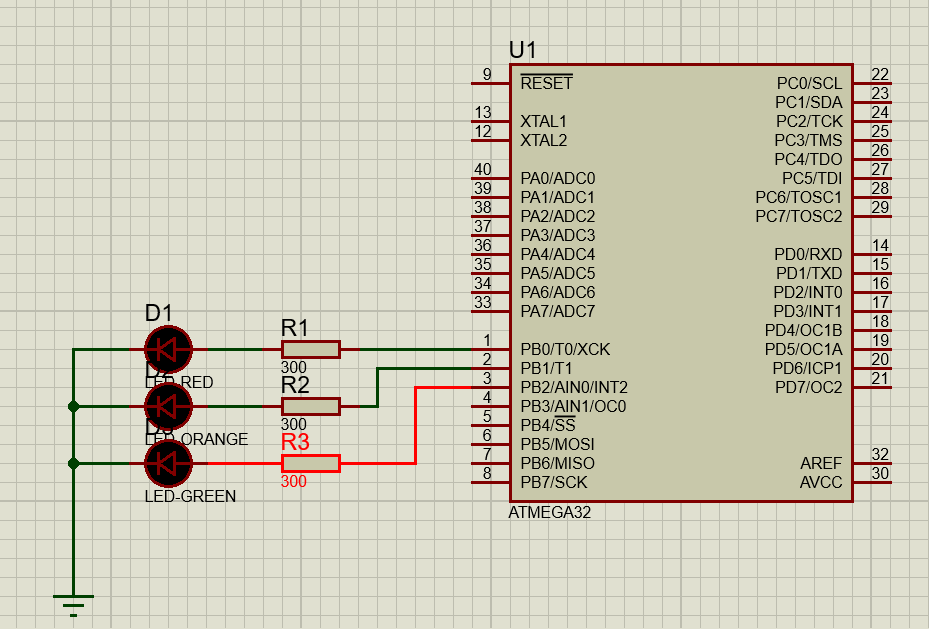 U1
9 RESET PC0/SCL 22
PC1/SDA 23
13 XTAL1 PC2/TCK 24
12 XTAL2 PC3/TMS 25
PC4/TDO 26
40 PA0/ADC0 PC5/TDI 27
39 PA1/ADC1 PC6/TOSC1 28
38 PA2/ADC2 PC7/TOSC2 29
37 PA3/ADC3
36 PA4/ADC4 PD0/RXD 14
35 PA5/ADC5 PD1/TXD 15
34 PA6/ADC6 PD2/INT0 16
33 PA7/ADC7 PD3/INT1 17
PD4/OC1B 18
1 PB0/T0/XCK PD5/OC1A 19
2 PB1/T1 PD6/ICP1 20
3 PB2/AIN0/INT2 PD7/OC2 21
4 PB3/AIN1/OC0
5 PB4/SS
6 PB5/MOSI
7 PB6/MISO AREF 32
8 PB7/SCK AVCC 30
ATMEGA32
D1
R1
300
D2
LED-RED
R2
300
D3
LED-ORANGE
R3
300
LED-GREEN